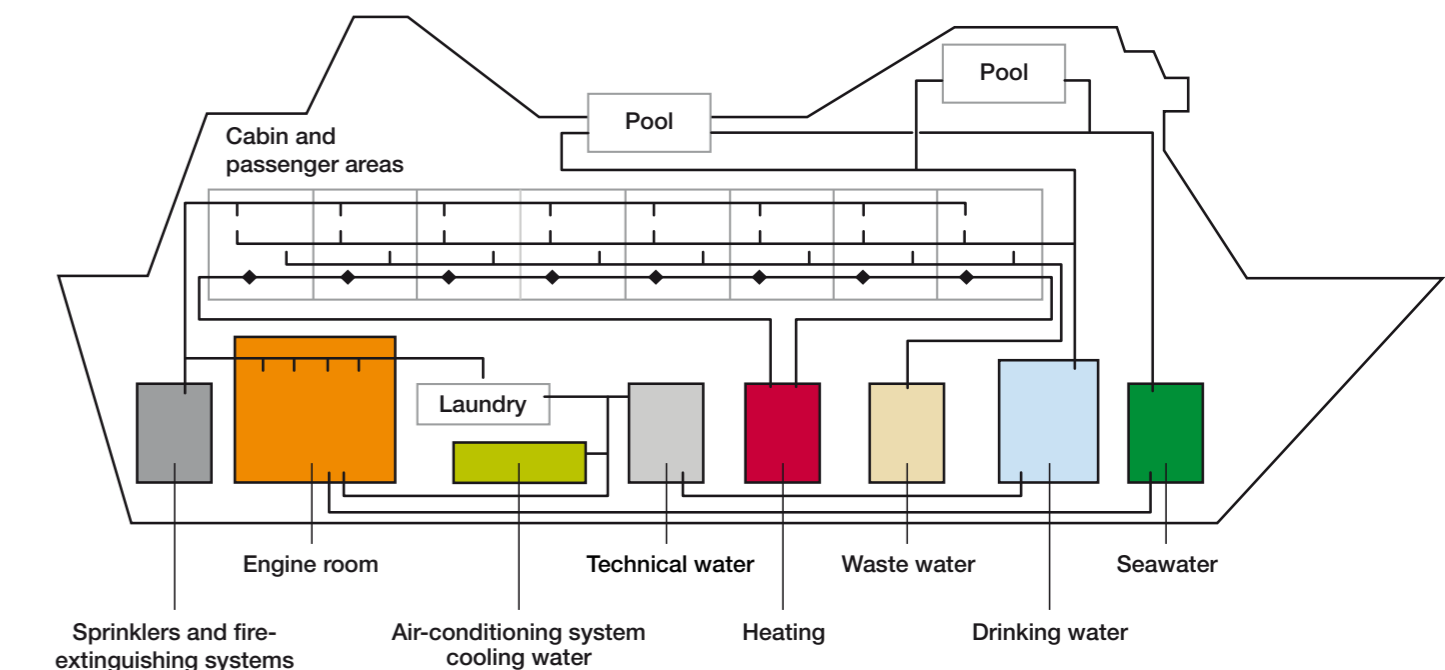 Pool
Pool
Cabin and
passenger areas
Laundry
Engine room
Technical water
Waste water
Seawater
Sprinklers and fire-
extinguishing systems
Air-conditioning system
cooling water
Heating
Drinking water